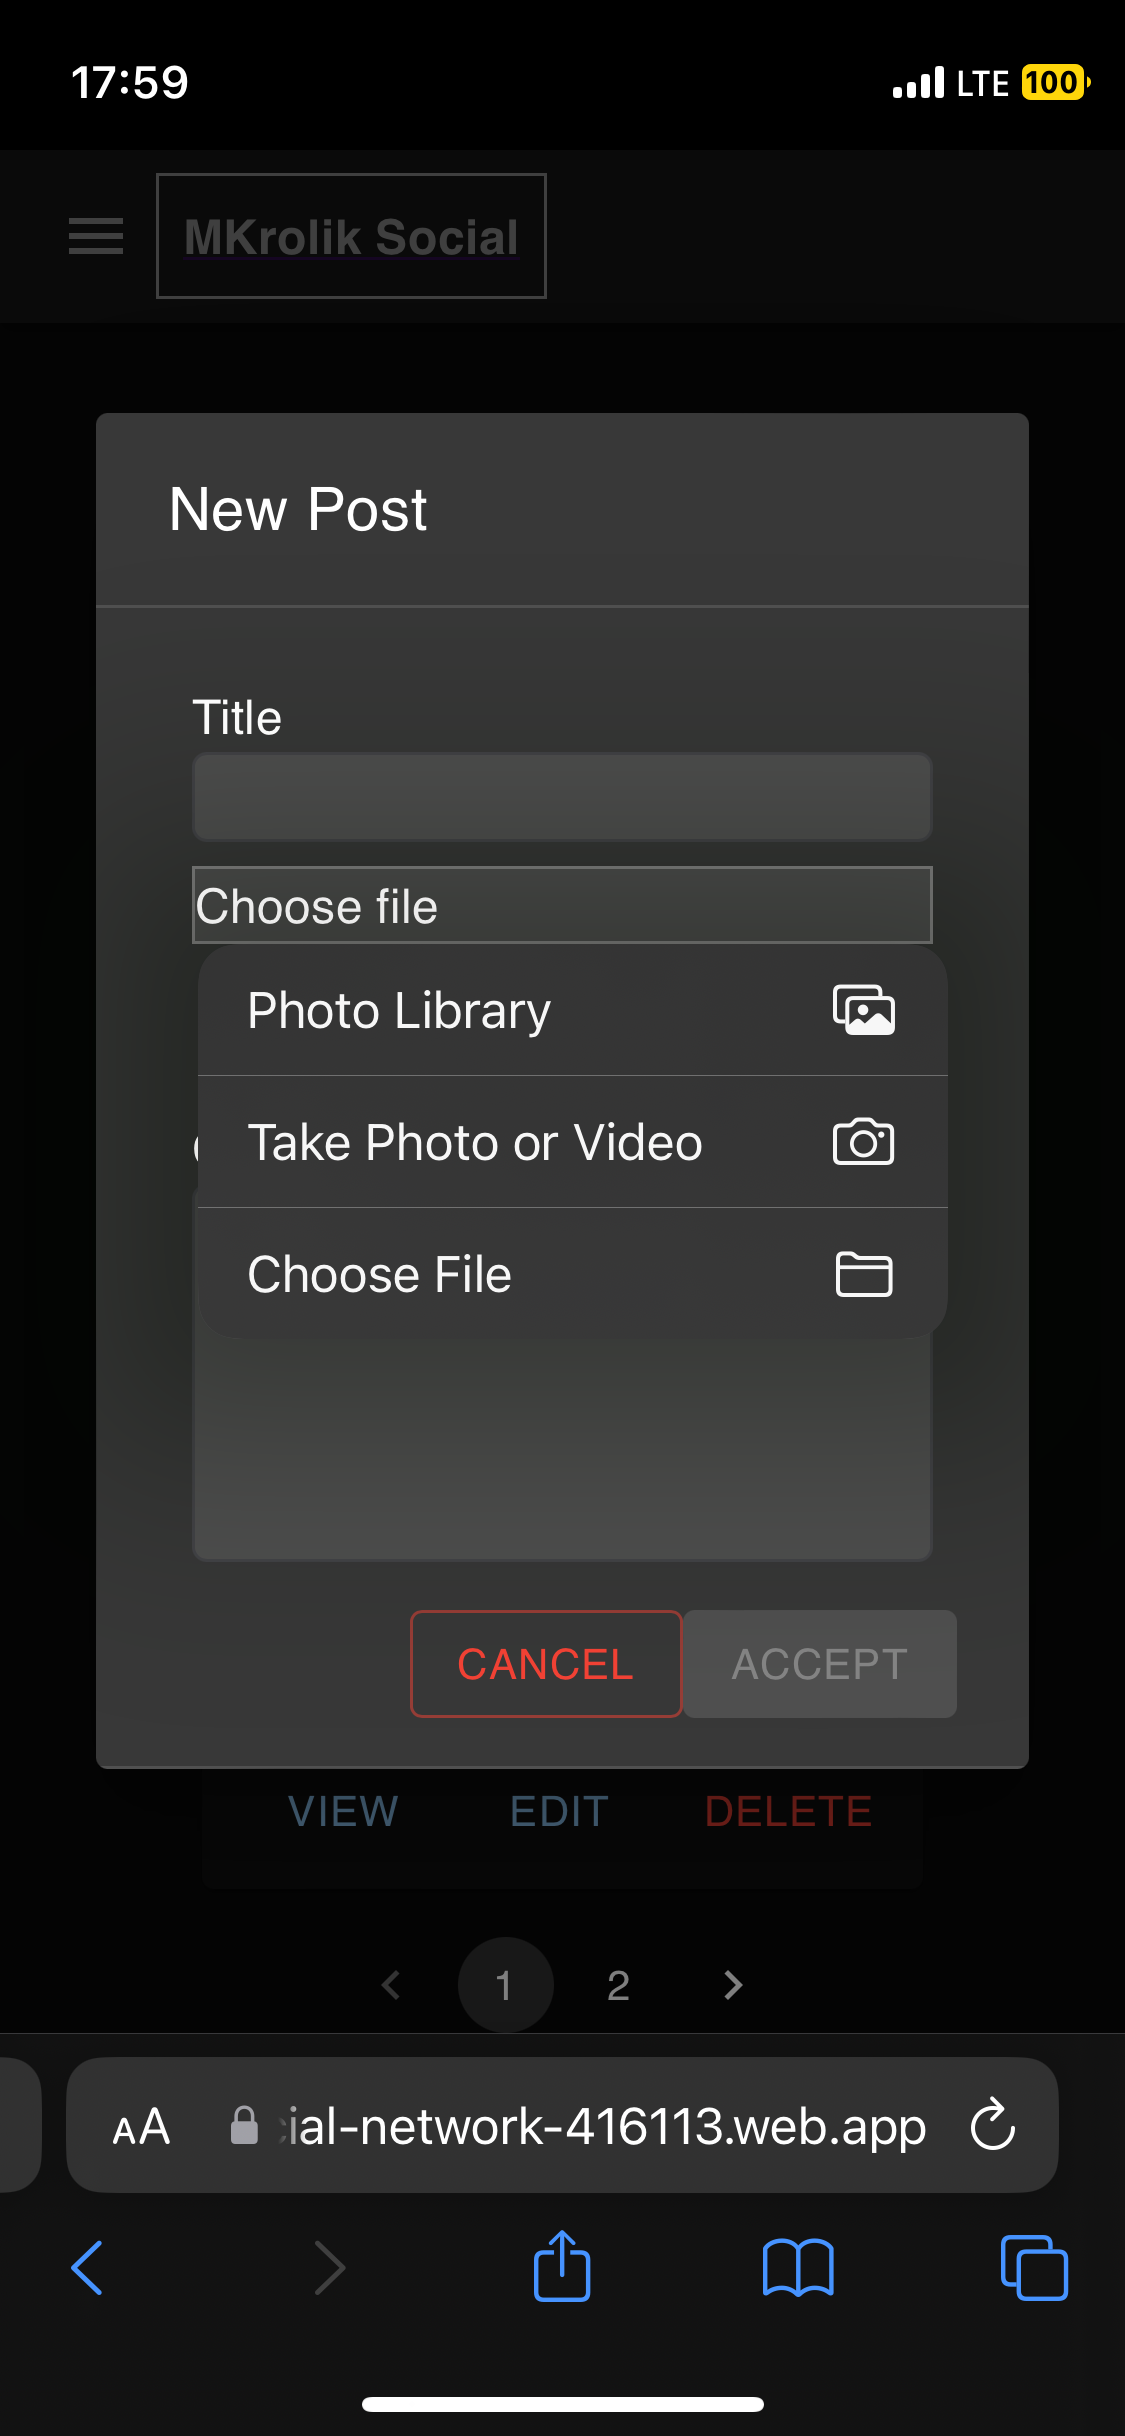 17:59
LTE 100
MKrolik Social
New Post
Title
Choose file
Photo Library
Take Photo or Video
Choose File
CANCEL ACCEPT
VIEW EDIT DELETE
1 2
AA ial-network-416113.web.app